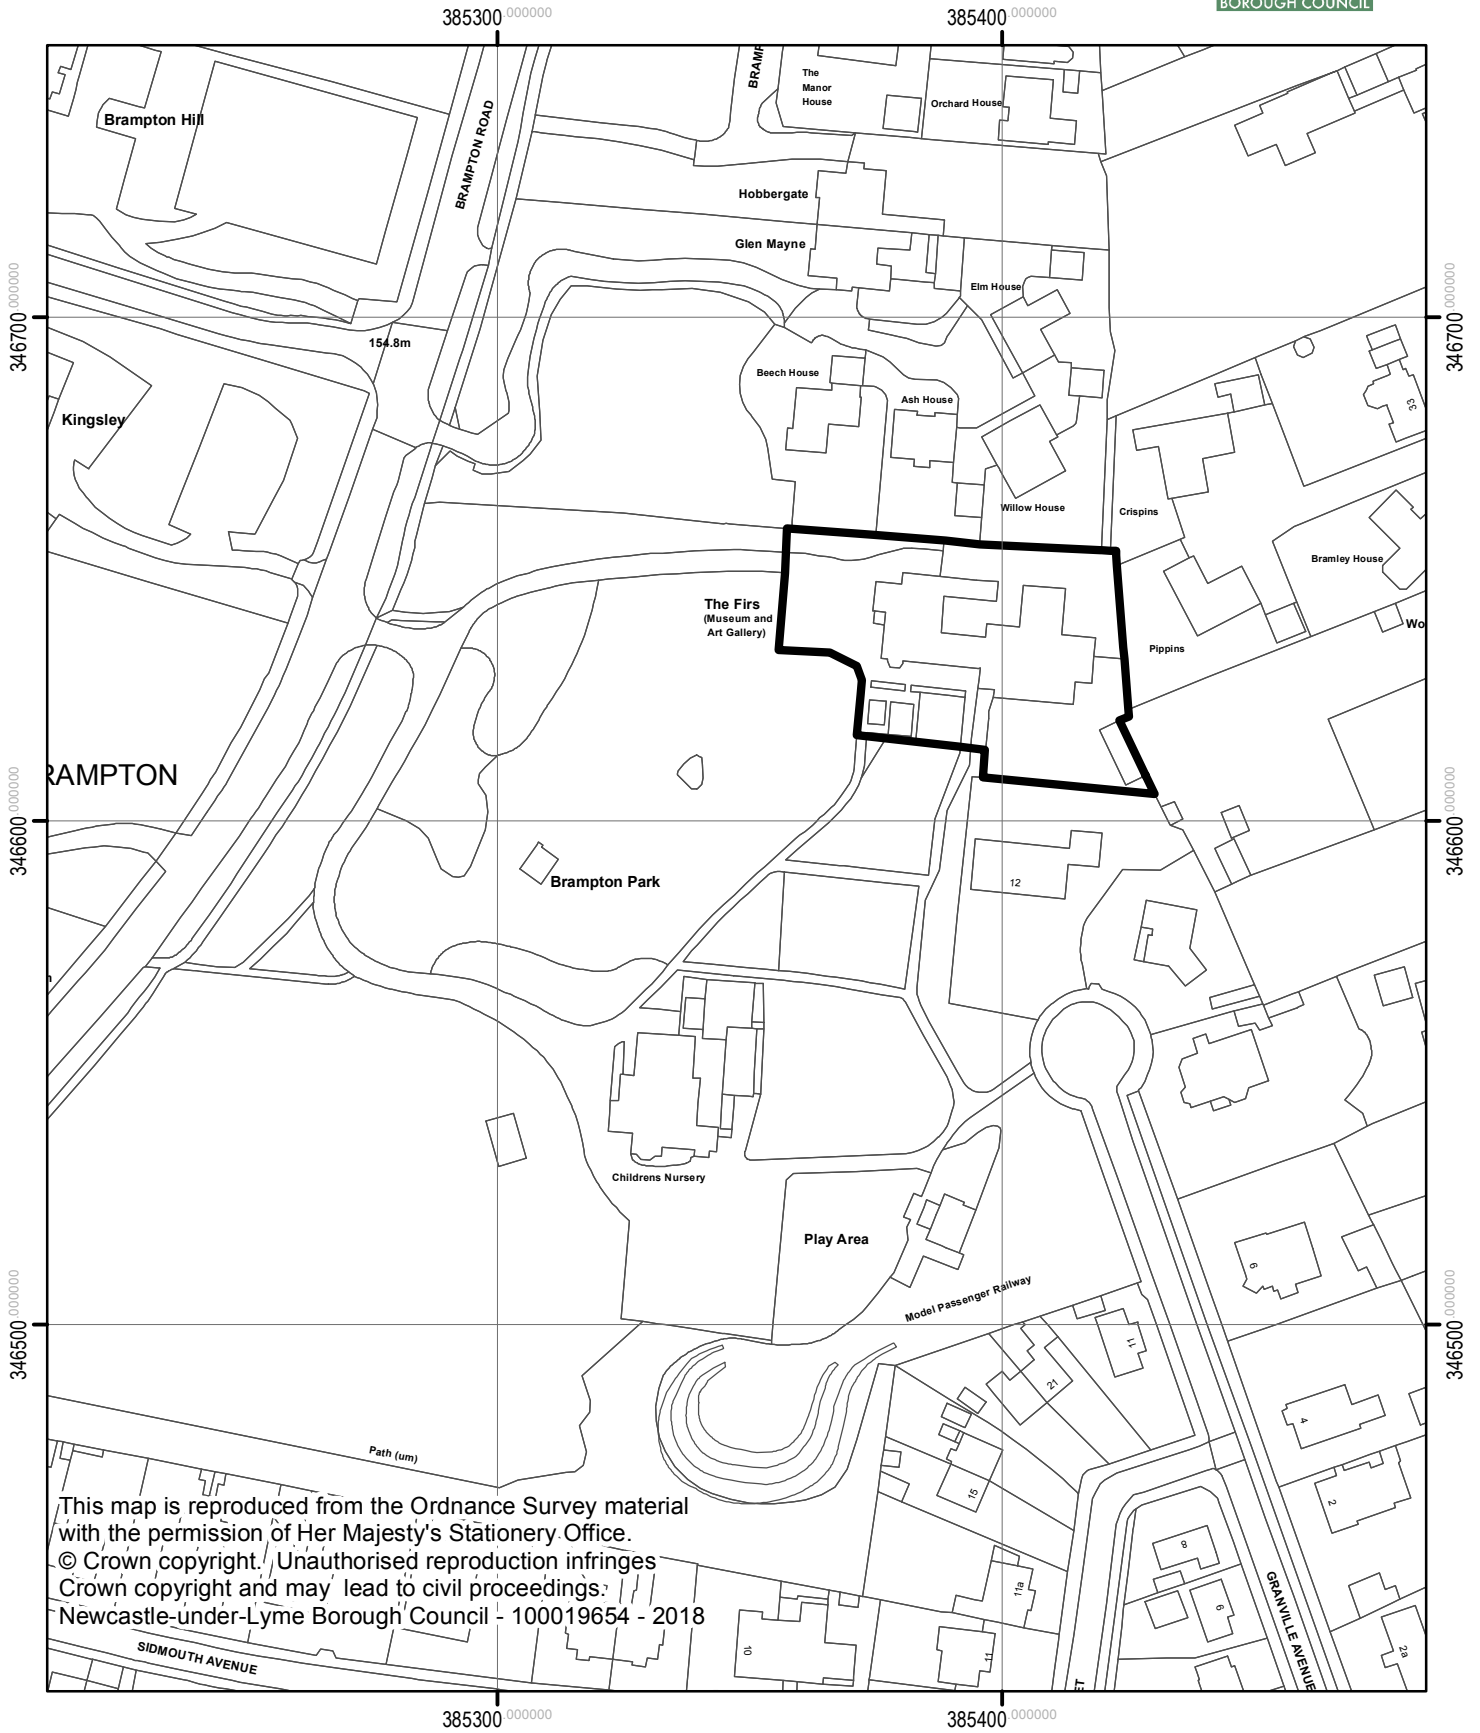 BOROUGH COUNCIL
385300.000000
385400.000000
BRAMPTON ROAD
Brampton Hill
The
Manor
House
Orchard House
Hobbergate
Glen Mayne
Elm House
346700.000000
346700.000000
154.8m
Beech House
Ash House
Kingsley
33
Willow House
Crispins
Bramley House
The Firs
(Museum and
Art Gallery)
Wo
Pippins
RAMPTON
346600.000000
346600.000000
Brampton Park
12
Childrens Nursery
Play Area
6
Model Passenger Railway
346500.000000
346500.000000
11
21
4
Path (um)
15
2
This map is reproduced from the Ordnance Survey material
with the permission of Her Majesty's Stationery Office.
© Crown copyright. Unauthorised reproduction infringes
Crown copyright and may lead to civil proceedings.
Newcastle-under-Lyme Borough Council - 100019654 - 2018
8
11a
6
GRANVILLE AVENUE
SIDMOUTH AVENUE
10
11
2a
ET
385300.000000
385400.000000